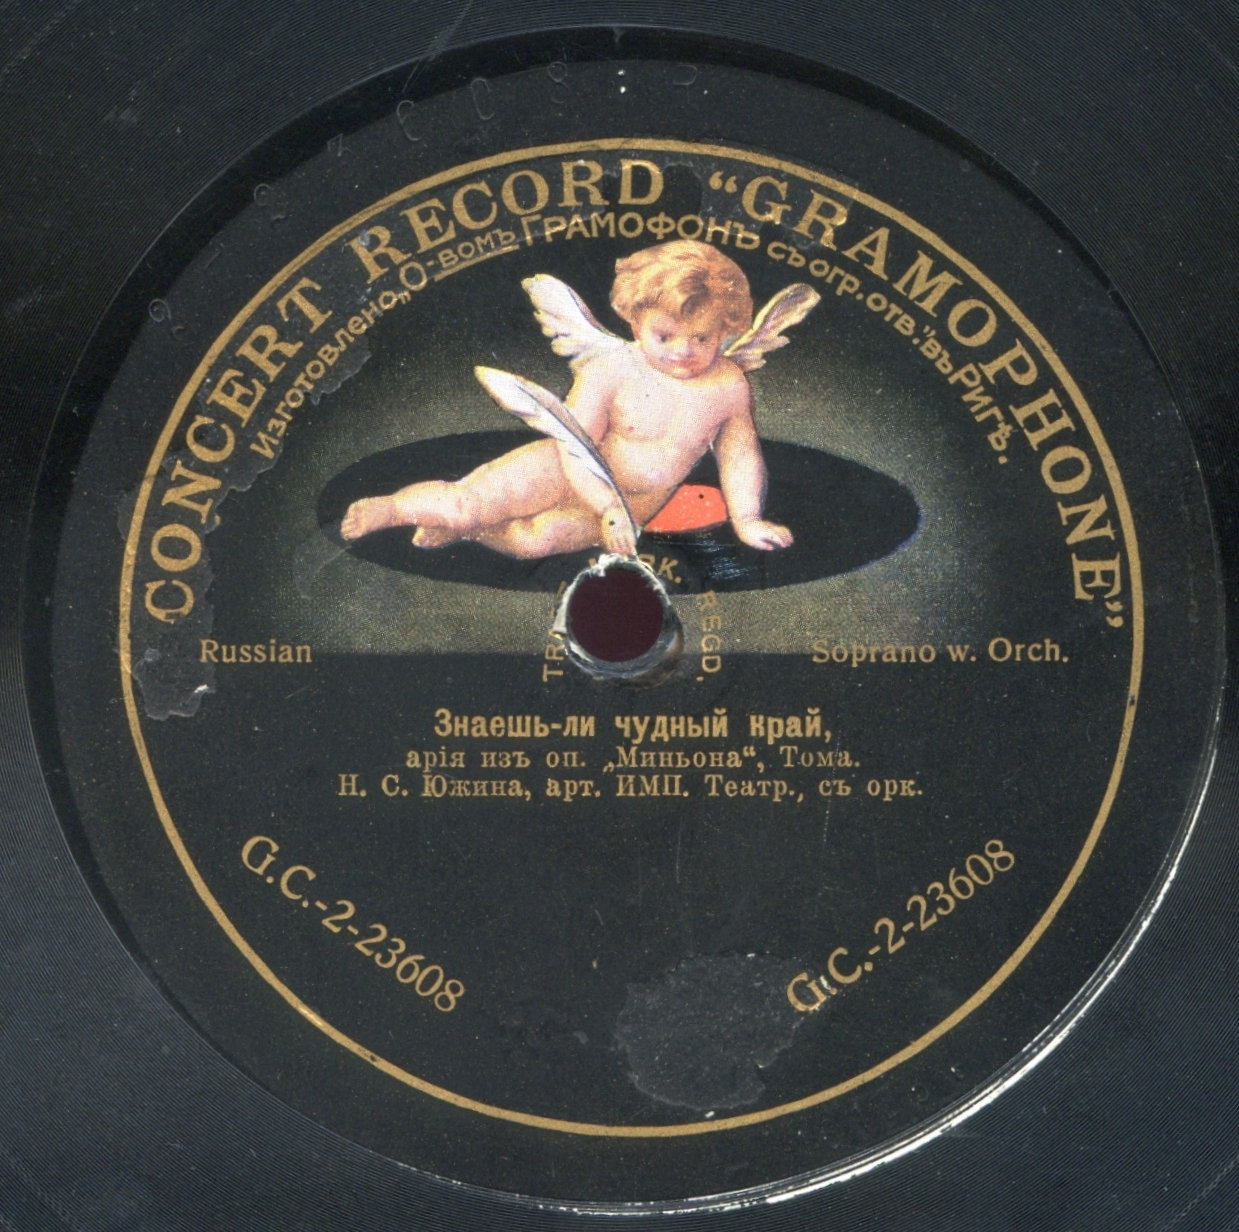 CONCERT RECORD “GRAMOPHONE”
Изготовлено „О-вомъ ГРАМОФОНЪ съ огр. отв.“ въ Ригѣ.
TRADE MARK. REGD.
Russian
Soprano w. Orch.
Знаешь-ли чудный край,
арія изъ оп. „Миньона“, Тома.
Н. С. Южина, арт. ИМП. Театр., съ орк.
G.C.-2-23608
G.C.-2-23608